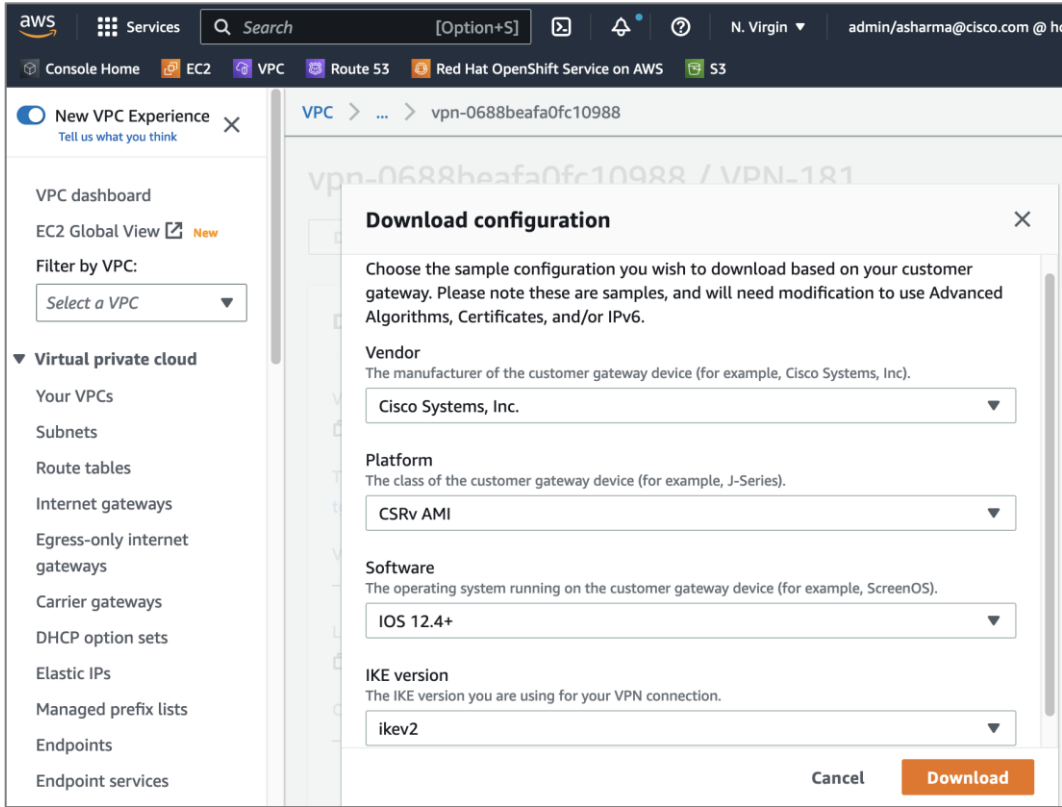 aws
Services
Search [Option+S]
N. Virgin
admin/asharma@cisco.com @ ho
Console Home
EC2
VPC
Route 53
Red Hat OpenShift Service on AWS
S3
New VPC Experience
Tell us what you think
VPC dashboard
EC2 Global View New
Filter by VPC:
Select a VPC
Virtual private cloud
Your VPCs
Subnets
Route tables
Internet gateways
Egress-only internet
gateways
Carrier gateways
DHCP option sets
Elastic IPs
Managed prefix lists
Endpoints
Endpoint services
VPC > ... > vpn-0688beafa0fc10988
vpn-0688beafa0fc10988 / VPN-181
Download configuration
Choose the sample configuration you wish to download based on your customer
gateway. Please note these are samples, and will need modification to use Advanced
Algorithms, Certificates, and/or IPv6.
Vendor
The manufacturer of the customer gateway device (for example, Cisco Systems, Inc).
Cisco Systems, Inc.
Platform
The class of the customer gateway device (for example, J-Series).
CSRv AMI
Software
The operating system running on the customer gateway device (for example, ScreenOS).
IOS 12.4+
IKE version
The IKE version you are using for your VPN connection.
ikev2
Cancel
Download